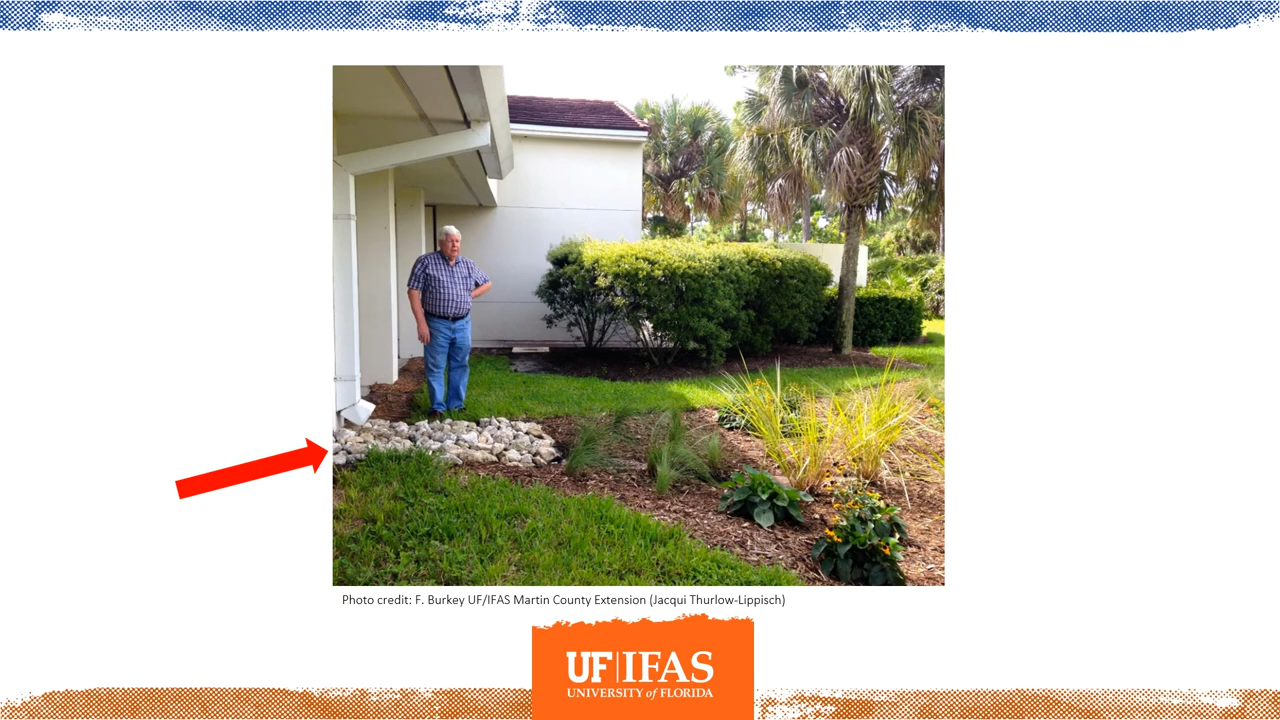 Photo credit: F. Burkey UF/IFAS Martin County Extension (Jacqui Thurlow-Lippisch)
UF|IFAS
UNIVERSITY of FLORIDA